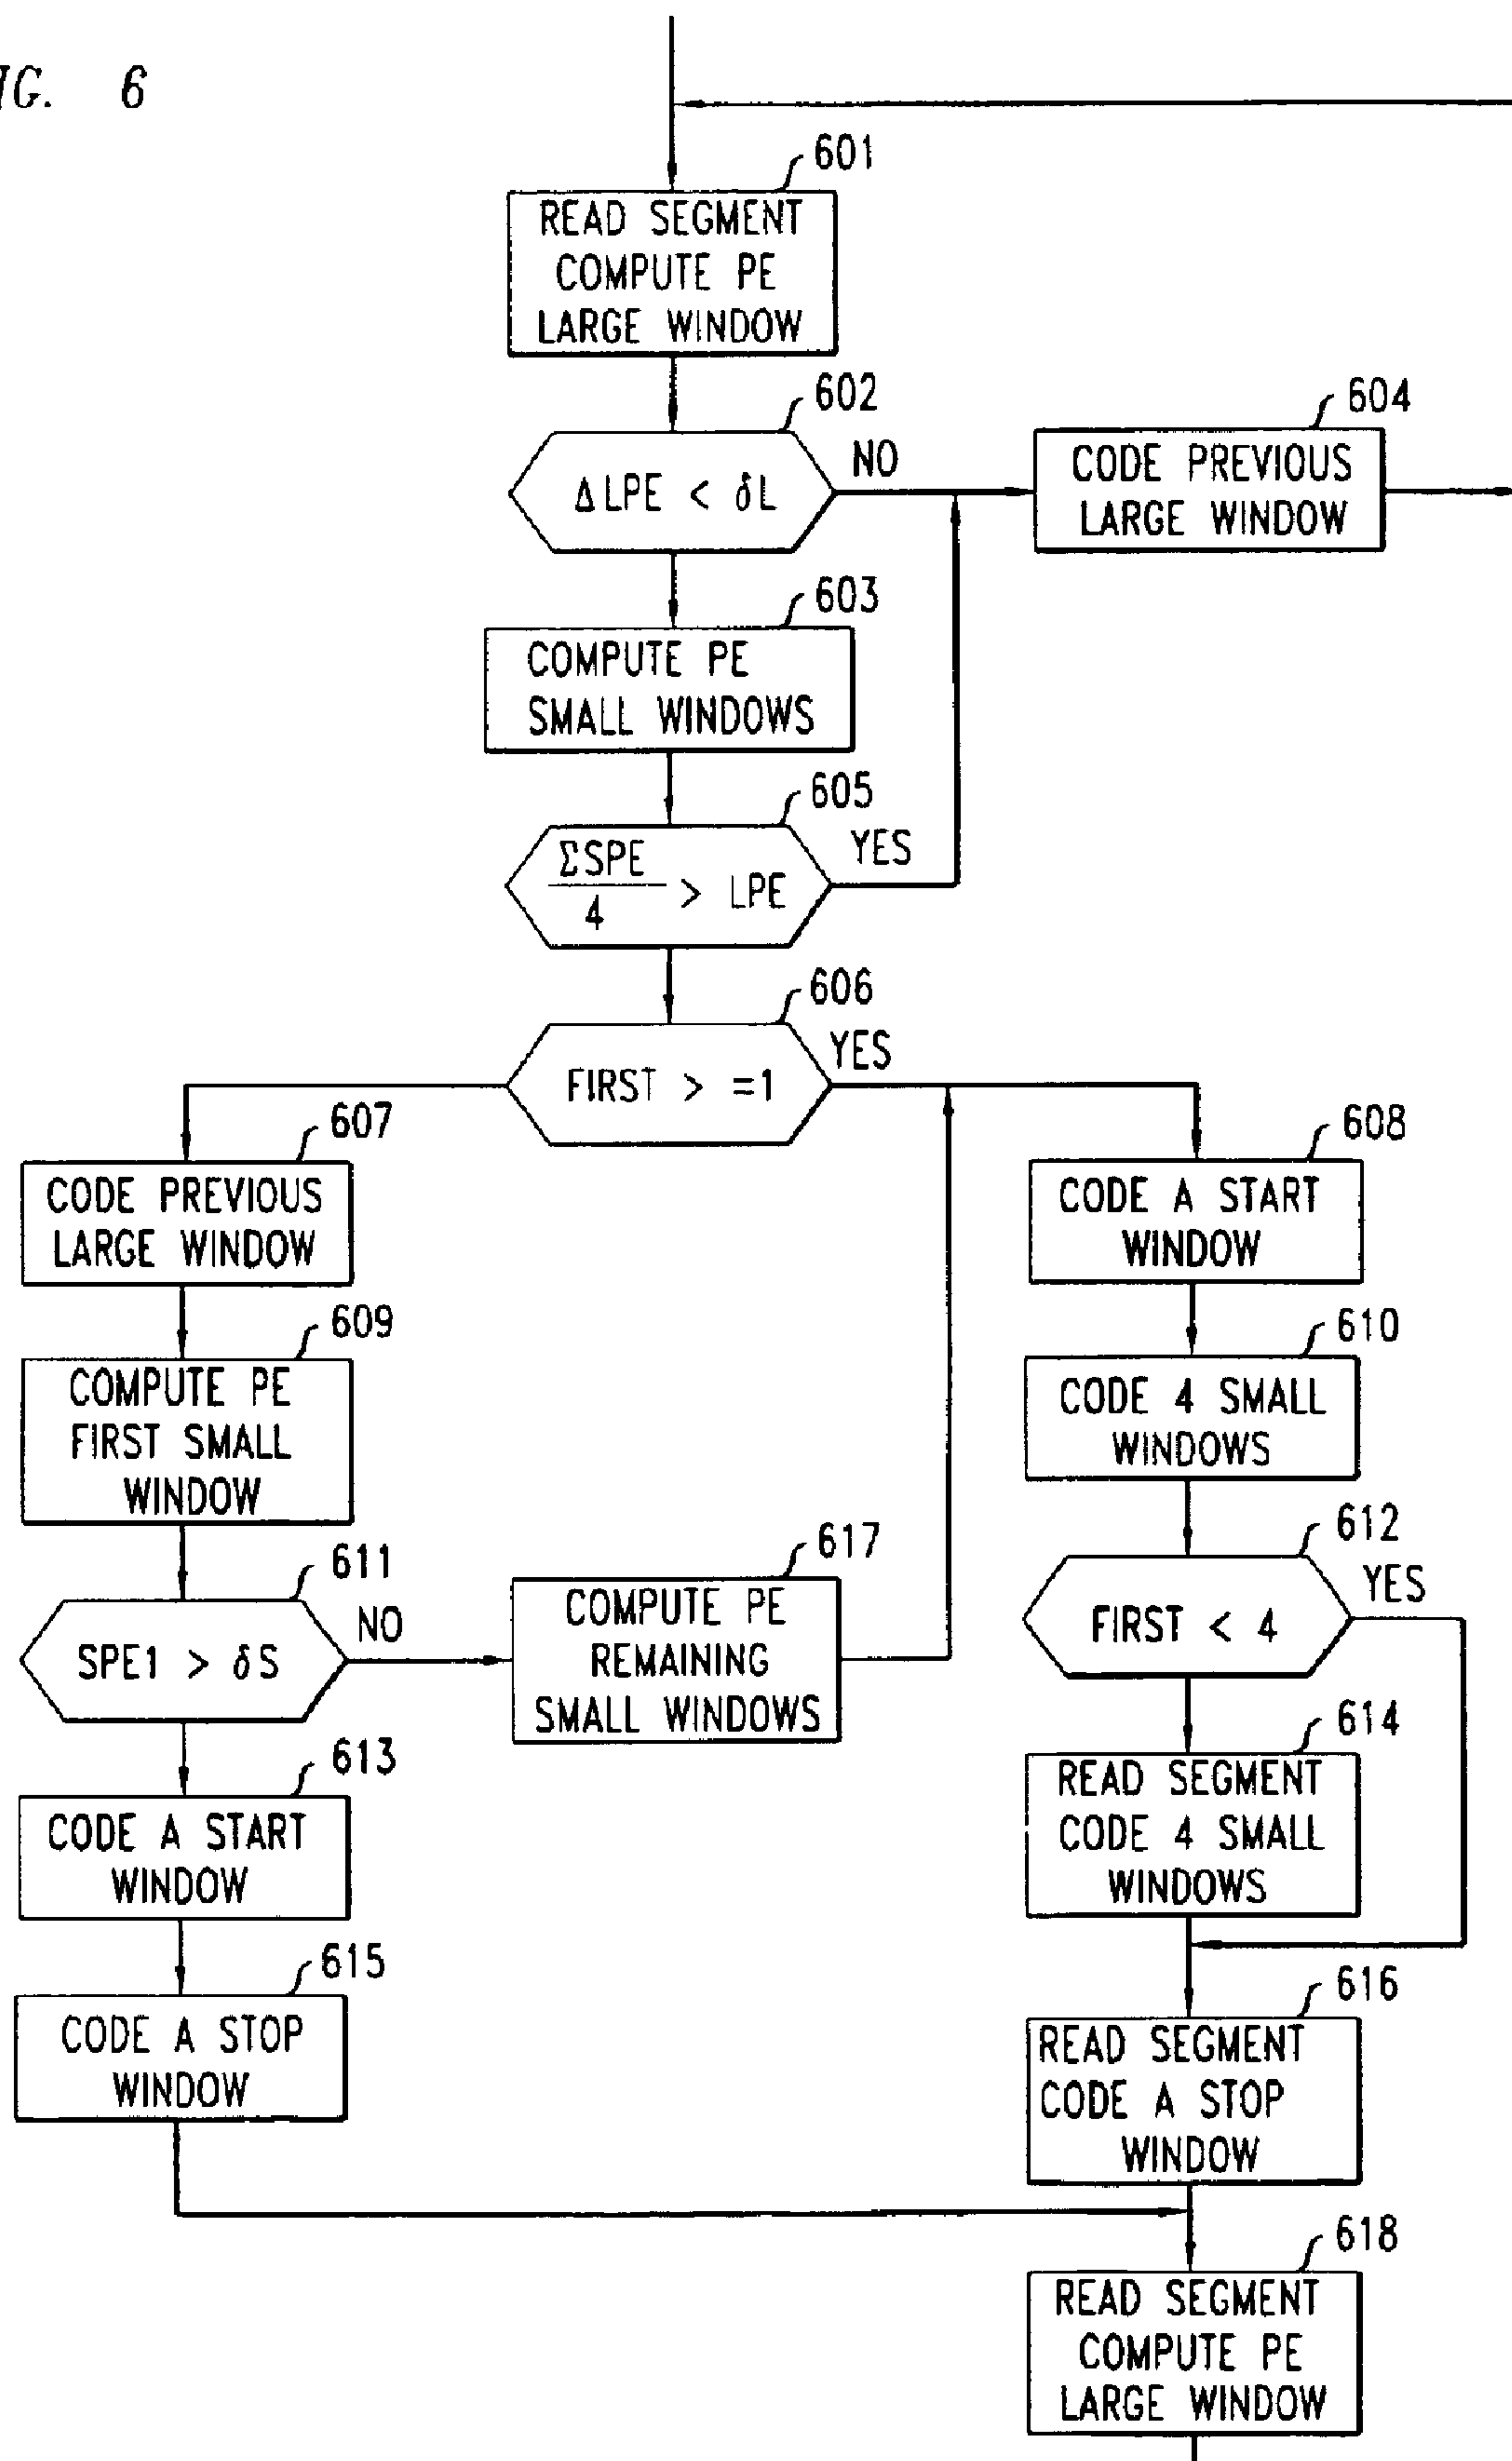 IG. 6
601
READ SEGMENT
COMPUTE PE
LARGE WINDOW
602
Δ LPE < δL
NO
604
CODE PREVIOUS
LARGE WINDOW
603
COMPUTE PE
SMALL WINDOWS
605
ΣSPE
4
> LPE
YES
606
FIRST > =1
YES
607
CODE PREVIOUS
LARGE WINDOW
608
CODE A START
WINDOW
609
COMPUTE PE
FIRST SMALL
WINDOW
610
CODE 4 SMALL
WINDOWS
611
SPE1 > δS
NO
617
COMPUTE PE
REMAINING
SMALL WINDOWS
612
FIRST < 4
YES
613
CODE A START
WINDOW
614
READ SEGMENT
CODE 4 SMALL
WINDOWS
615
CODE A STOP
WINDOW
616
READ SEGMENT
CODE A STOP
WINDOW
618
READ SEGMENT
COMPUTE PE
LARGE WINDOW